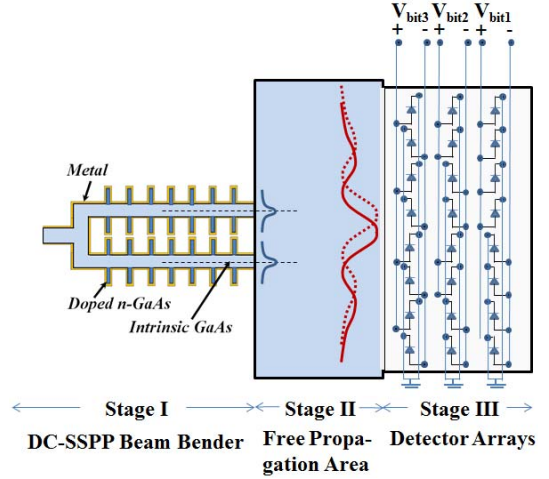 Vbit3 Vbit2 Vbit1
+ - + - + -
Metal
Doped n-GaAs
Intrinsic GaAs
Stage I Stage II Stage III
DC-SSPP Beam Bender Free Propa- Detector Arrays
gation Area